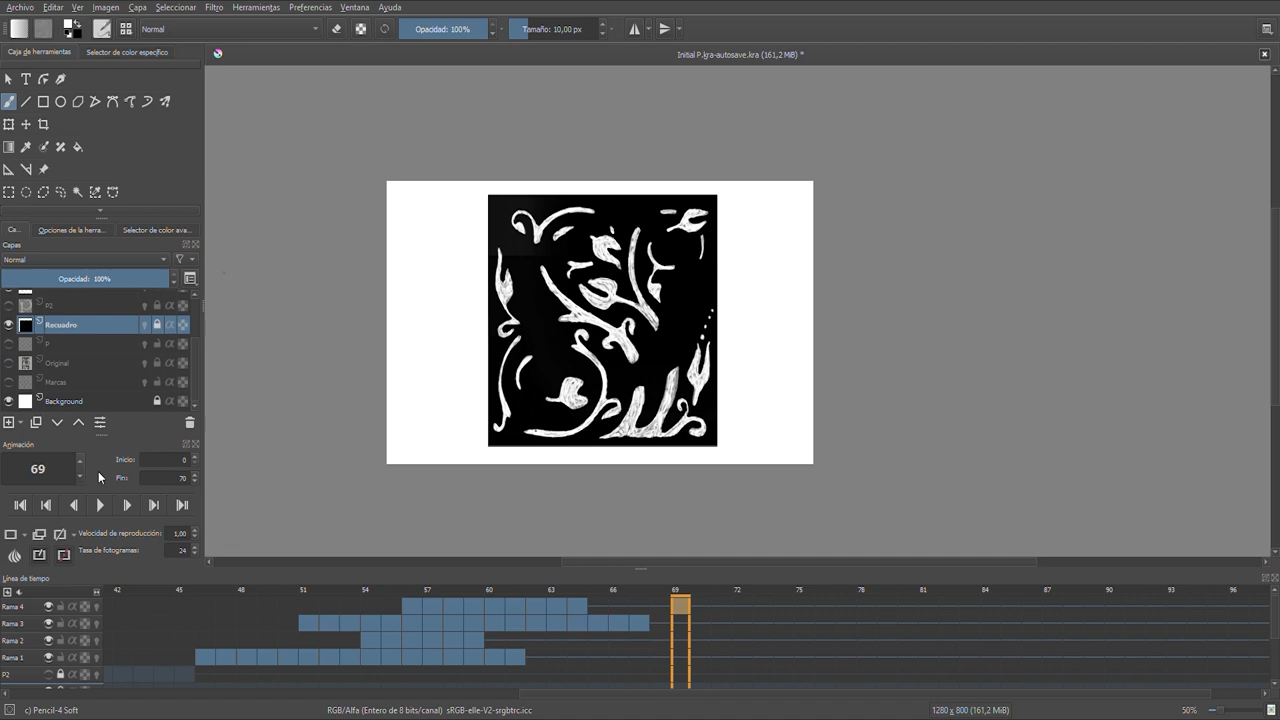 Archivo Editar Ver Imagen Capa Seleccionar Filtro Herramientas Preferencias Ventana Ayuda
Normal Opacidad: 100% Tamaño: 10,00 px
Caja de herramientas Selector de color específico
Initial P.kra-autosave.kra (161,2 MiB) *
Ca... Opciones de la herra... Selector de color ava...
Capas
Normal
Opacidad: 100%
P2
Recuadro
P
Original
Marcas
Background
Animación
69
Inicio: 0
Fin: 70
Velocidad de reproducción: 1,00
Tasa de fotogramas: 24
Línea de tiempo
42 45 48 51 54 57 60 63 66 69 72 75 78 81 84 87 90 93 96
Rama 4
Rama 3
Rama 2
Rama 1
P2
c) Pencil-4 Soft RGB/Alfa (Entero de 8 bits/canal) sRGB-elle-V2-srgbtrc.icc 1280 x 800 (161,2 MiB) 50%